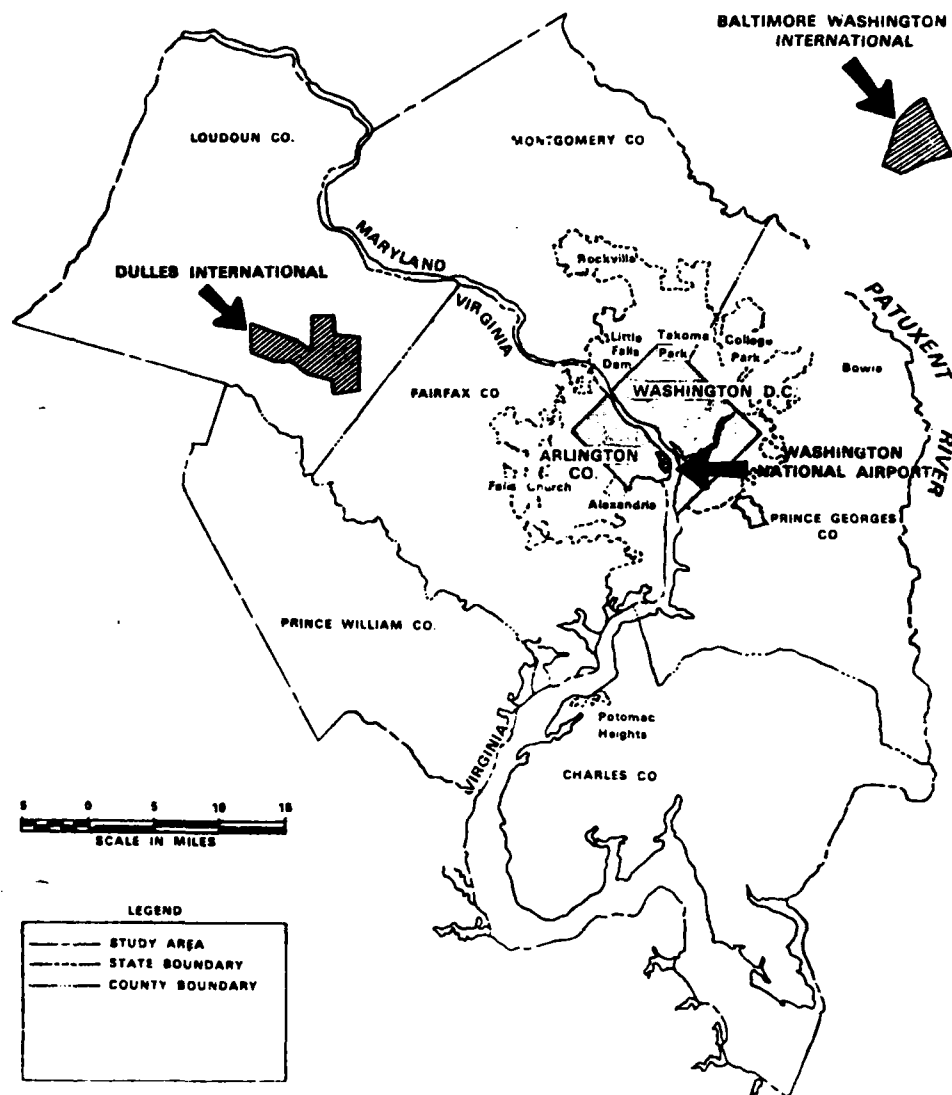 BALTIMORE WASHINGTON
INTERNATIONAL
LOUDOUN CO.
MONTGOMERY CO
MARYLAND
VIRGINIA
DULLES INTERNATIONAL
Rockville
Little
Falls
Dam
Takoma
Park
College
Park
PATUXENT
RIVER
Bowie
FAIRFAX CO
WASHINGTON D.C.
ARLINGTON
CO.
WASHINGTON
NATIONAL AIRPORT
Falls Church
Alexandria
PRINCE GEORGES
CO
PRINCE WILLIAM CO.
VIRGINIA
Potomac
Heights
CHARLES CO
5 0 5 10 15
SCALE IN MILES
LEGEND
STUDY AREA
STATE BOUNDARY
COUNTY BOUNDARY